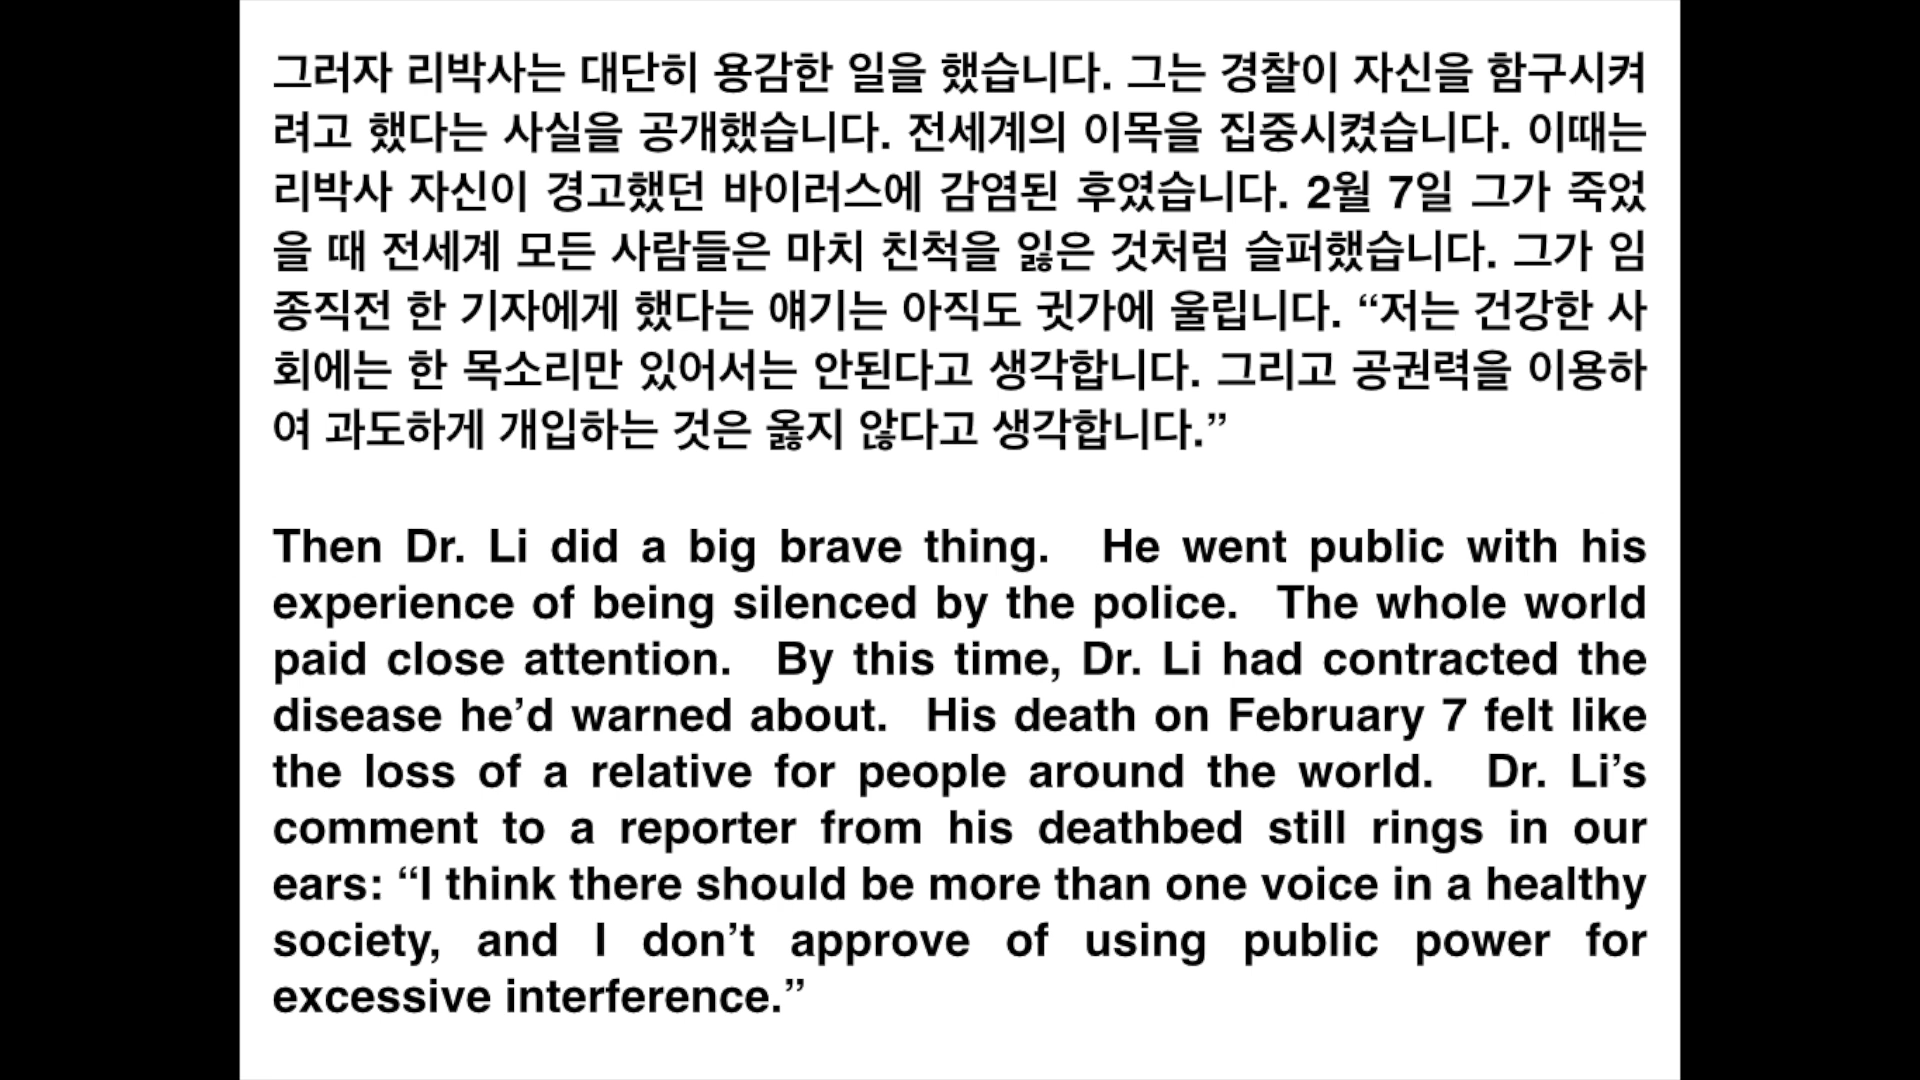 그러자 리박사는 대단히 용감한 일을 했습니다. 그는 경찰이 자신을 함구시켜
려고 했다는 사실을 공개했습니다. 전세계의 이목을 집중시켰습니다. 이때는
리박사 자신이 경고했던 바이러스에 감염된 후였습니다. 2월 7일 그가 죽었
을 때 전세계 모든 사람들은 마치 친척을 잃은 것처럼 슬퍼했습니다. 그가 임
종직전 한 기자에게 했다는 얘기는 아직도 귓가에 울립니다. “저는 건강한 사
회에는 한 목소리만 있어서는 안된다고 생각합니다. 그리고 공권력을 이용하
여 과도하게 개입하는 것은 옳지 않다고 생각합니다.”
Then Dr. Li did a big brave thing. He went public with his
experience of being silenced by the police. The whole world
paid close attention. By this time, Dr. Li had contracted the
disease he’d warned about. His death on February 7 felt like
the loss of a relative for people around the world. Dr. Li’s
comment to a reporter from his deathbed still rings in our
ears: “I think there should be more than one voice in a healthy
society, and I don’t approve of using public power for
excessive interference.”